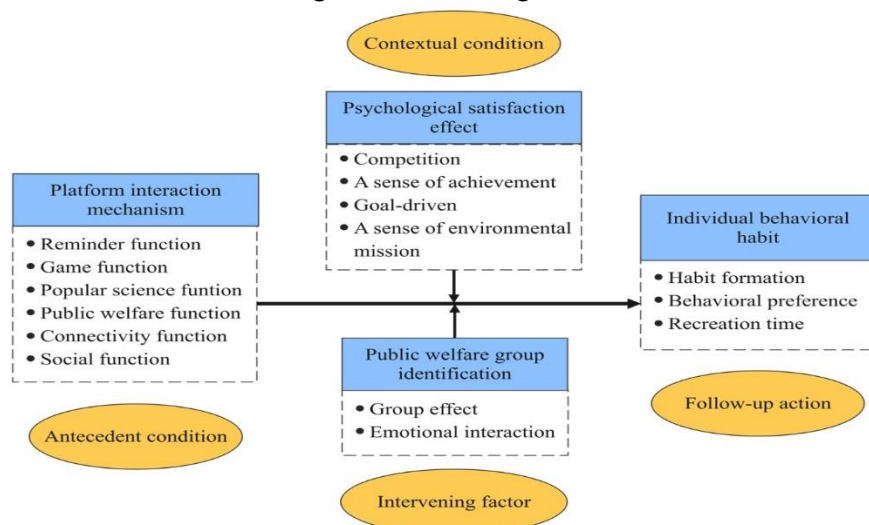 Contextual condition
Psychological satisfaction
effect
• Competition
• A sense of achievement
• Goal-driven
• A sense of environmental
mission
Platform interaction
mechanism
• Reminder function
• Game function
• Popular science funtion
• Public welfare function
• Connectivity function
• Social function
Individual behavioral
habit
• Habit formation
• Behavioral preference
• Recreation time
Public welfare group
identification
• Group effect
• Emotional interaction
Antecedent condition
Follow-up action
Intervening factor